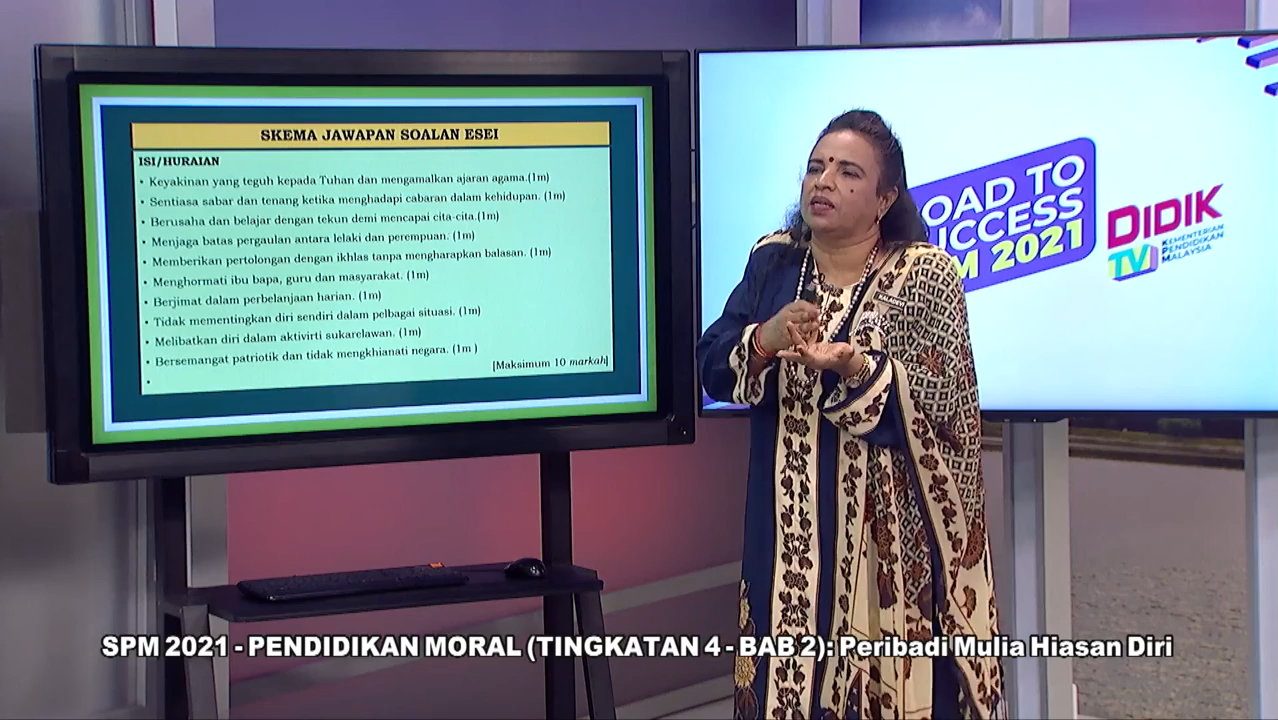 SKEMA JAWAPAN SOALAN ESEI
ISI/HURAIAN
• Keyakinan yang teguh kepada Tuhan dan mengamalkan ajaran agama.(1m)
• Sentiasa sabar dan tenang ketika menghadapi cabaran dalam kehidupan. (1m)
• Berusaha dan belajar dengan tekun demi mencapai cita-cita.(1m)
• Menjaga batas pergaulan antara lelaki dan perempuan. (1m)
• Memberikan pertolongan dengan ikhlas tanpa mengharapkan balasan. (1m)
• Menghormati ibu bapa, guru dan masyarakat. (1m)
• Berjimat dalam perbelanjaan harian. (1m)
• Tidak mementingkan diri sendiri dalam pelbagai situasi. (1m)
• Melibatkan diri dalam aktivirti sukarelawan. (1m)
• Bersemangat patriotik dan tidak mengkhianati negara. (1m )
•
[Maksimum 10 markah]
OAD TO
UCCESS
M 2021
DIDIK
TV
KEMENTERIAN
PENDIDIKAN
MALAYSIA
KALADEVI
SPM 2021 - PENDIDIKAN MORAL (TINGKATAN 4 - BAB 2): Peribadi Mulia Hiasan Diri